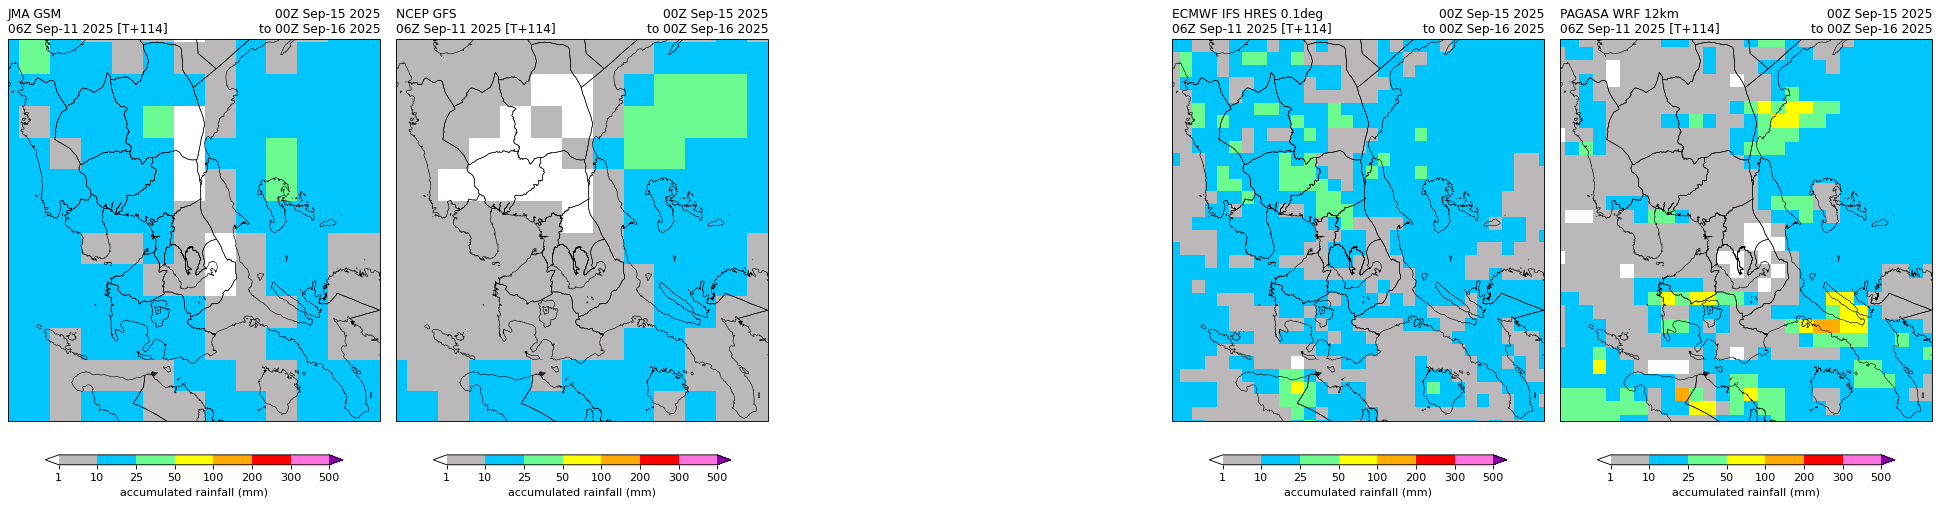 JMA GSM 00Z Sep-15 2025
06Z Sep-11 2025 [T+114] to 00Z Sep-16 2025
1 10 25 50 100 200 300 500
accumulated rainfall (mm)
NCEP GFS 00Z Sep-15 2025
06Z Sep-11 2025 [T+114] to 00Z Sep-16 2025
1 10 25 50 100 200 300 500
accumulated rainfall (mm)
ECMWF IFS HRES 0.1deg 00Z Sep-15 2025
06Z Sep-11 2025 [T+114] to 00Z Sep-16 2025
1 10 25 50 100 200 300 500
accumulated rainfall (mm)
PAGASA WRF 12km 00Z Sep-15 2025
06Z Sep-11 2025 [T+114] to 00Z Sep-16 2025
1 10 25 50 100 200 300 500
accumulated rainfall (mm)